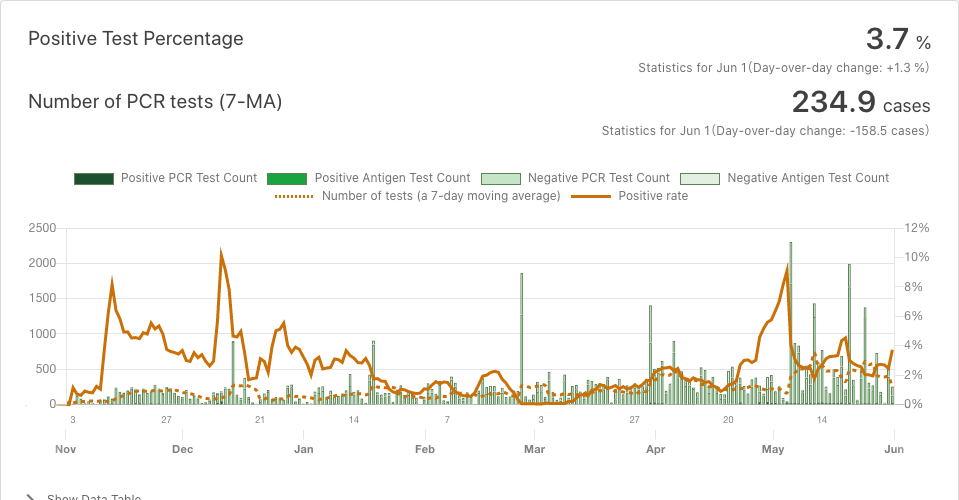 Positive Test Percentage
3.7 %
Statistics for Jun 1(Day-over-day change: +1.3 %)
Number of PCR tests (7-MA)
234.9 cases
Statistics for Jun 1(Day-over-day change: -158.5 cases)
Positive PCR Test Count Positive Antigen Test Count Negative PCR Test Count Negative Antigen Test Count
Number of tests (a 7-day moving average) Positive rate
2500 12%
2000 10%
1500 8%
1000 6%
500 4%
0 2%
0%
3 27 21 14 7 3 27 20 14
Nov Dec Jan Feb Mar Apr May Jun
Show Data Table